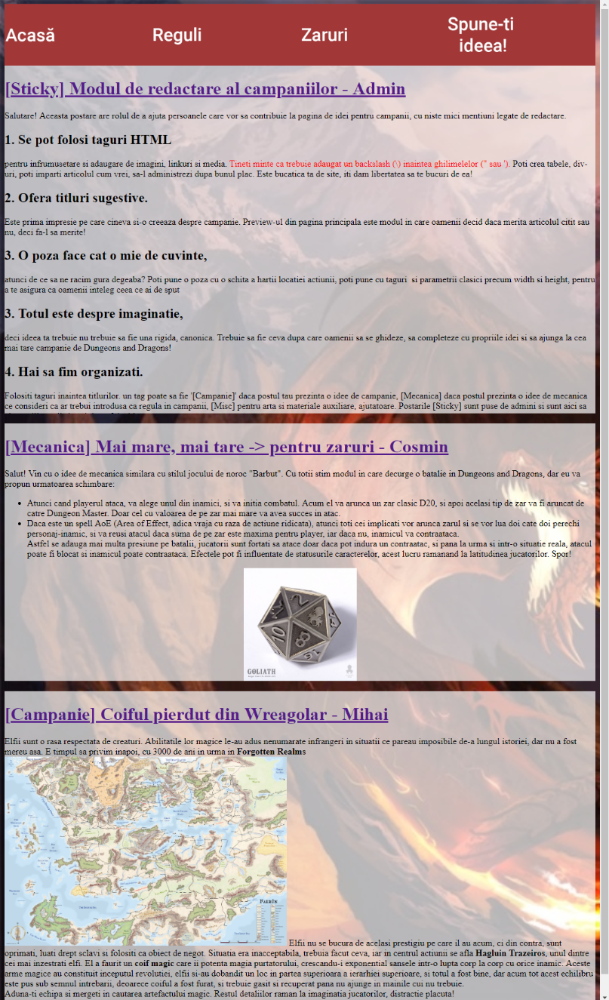 Acasă Reguli Zaruri Spune-ti
ideea!
[Sticky] Modul de redactare al campaniilor - Admin
Salutare! Aceasta postare are rolul de a ajuta persoanele care vor sa contribuie la pagina de idei pentru campanii, cu niste mici mentiuni legate de redactare.
1. Se pot folosi taguri HTML
pentru infrumusetare si adaugare de imagini, linkuri si media. Tineti minte ca trebuie adaugat un backslash (\) inaintea ghilimelelor (" sau '). Poti crea tabele, div-
uri, poti imparti articolul cum vrei, sa-l administrezi dupa bunul plac. Este bucatica ta de site, iti dam libertatea sa te bucuri de ea!
2. Ofera titluri sugestive.
Este prima impresie pe care cineva si-o creeaza despre campanie. Preview-ul din pagina principala este modul in care oamenii decid daca merita articolul citit sau
nu, deci fa-l sa merite!
3. O poza face cat o mie de cuvinte,
atunci de ce sa ne racim gura degeaba? Poti pune o poza cu o schita a hartii locatiei actiunii, poti pune cu taguri si parametrii clasici precum width si height, pentru
a te asigura ca oamenii inteleg ceea ce ai de sput
3. Totul este despre imaginatie,
deci ideea ta trebuie nu trebuie sa fie una rigida, canonica. Trebuie sa fie ceva dupa care oamenii sa se ghideze, sa completeze cu propriile idei si sa ajunga la cea
mai tare campanie de Dungeons and Dragons!
4. Hai sa fim organizati.
Folositi taguri inaintea titlurilor. un tag poate sa fie '[Campanie]' daca postul tau prezinta o idee de campanie, [Mecanica] daca postul prezinta o idee de mecanica
ce consideri ca ar trebui introdusa ca regula in campanii, [Misc] pentru arta si materiale auxiliare, ajutatoare. Postarile [Sticky] sunt puse de admini si sunt aici sa
[Mecanica] Mai mare, mai tare -> pentru zaruri - Cosmin
Salut! Vin cu o idee de mecanica similara cu stilul jocului de noroc "Barbut". Cu totii stim modul in care decurge o batalie in Dungeons and Dragons, dar eu va
propun urmatoarea schimbare:
• Atunci cand playerul ataca, va alege unul din inamici, si va initia combatul. Acum el va arunca un zar clasic D20, si apoi acelasi tip de zar va fi aruncat de
catre Dungeon Master. Doar cel cu valoarea de pe zar mai mare va avea succes in atac.
• Daca este un spell AoE (Area of Effect, adica vraja cu raza de actiune ridicata), atunci toti cei implicati vor arunca zarul si se vor lua doi cate doi perechi
personaj-inamic, si va reusi atacul daca suma de pe zar este maxima pentru player, iar daca nu, inamicul va contraataca.
Astfel se adauga mai multa presiune pe batalii, jucatorii sunt fortati sa atace doar daca pot indura un contraatac, si pana la urma si intr-o situatie reala, atacul
poate fi blocat si inamicul poate contraataca. Efectele pot fi influentate de statusurile caracterelor, acest lucru ramanand la latitudinea jucatorilor. Spor!
2
10
8
GOLIATH
[Campanie] Coiful pierdut din Wreagolar - Mihai
Elfii sunt o rasa respectata de creaturi. Abilitatile lor magice le-au adus nenumarate infrangeri in situatii ce pareau imposibile de-a lungul istoriei, dar nu a fost
mereu asa. E timpul sa privim inapoi, cu 3000 de ani in urma in Forgotten Realms
FAERÛN
Elfii nu se bucura de acelasi prestigiu pe care il au acum, ci din contra, sunt
oprimati, luati drept sclavi si folositi ca obiect de negot. Situatia era inacceptabila, trebuia facut ceva, iar in centrul actiunii se afla Hagluin Trazeiros, unul dintre
cei mai inzestrati elfi. El a faurit un coif magic care ii potenta magia purtatorului, crescandu-i exponential sansele intr-o lupta corp la corp cu orice inamic. Aceste
arme magice au constituit inceputul revolutiei, elfii si-au dobandit un loc in partea superioara a ierarhiei superioare, si totul a fost bine, dar acum tot acest echilibru
este pus sub semnul intrebarii, deoarece coiful a fost furat, si trebuie gasit si recuperat pana nu ajunge in mainile cui nu trebuie.
Aduna-ti echipa si mergeti in cautarea artefactului magic. Restul detaliilor raman la imaginatia jucatorilor, distractie placuta!